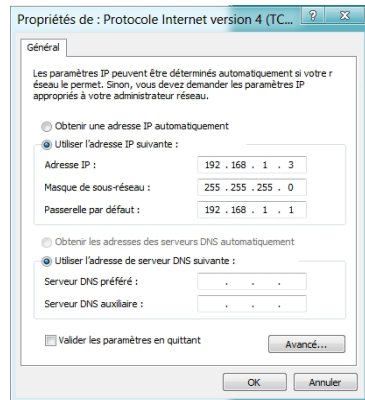 Propriétés de : Protocole Internet version 4 (TC...
Général
Les paramètres IP peuvent être déterminés automatiquement si votre r
éseau le permet. Sinon, vous devez demander les paramètres IP
appropriés à votre administrateur réseau.
Obtenir une adresse IP automatiquement
Utiliser l'adresse IP suivante :
Adresse IP : 192 . 168 . 1 . 3
Masque de sous-réseau : 255 . 255 . 255 . 0
Passerelle par défaut : 192 . 168 . 1 . 1
Obtenir les adresses des serveurs DNS automatiquement
Utiliser l'adresse de serveur DNS suivante :
Serveur DNS préféré : . . .
Serveur DNS auxiliaire : . . .
Valider les paramètres en quittant
Avancé...
OK Annuler